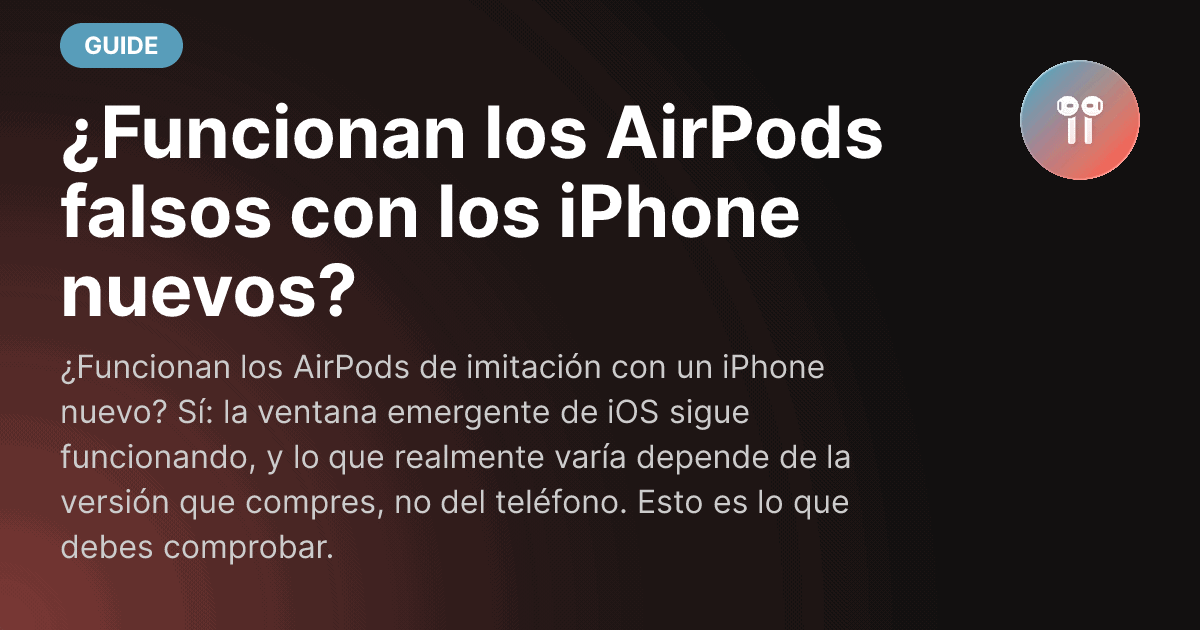 GUIDE
¿Funcionan los AirPods
falsos con los iPhone
nuevos?
¿Funcionan los AirPods de imitación con un iPhone
nuevo? Sí: la ventana emergente de iOS sigue
funcionando, y lo que realmente varía depende de la
versión que compres, no del teléfono. Esto es lo que
debes comprobar.